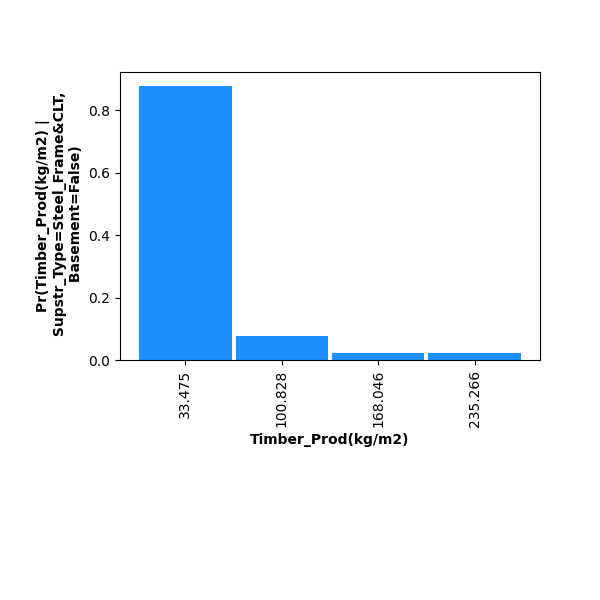 Pr(Timber_Prod(kg/m2) |
Supstr_Type=Steel_Frame&CLT,
Basement=False)
0.8
0.6
0.4
0.2
0.0
33.475
100.828
168.046
235.266
Timber_Prod(kg/m2)